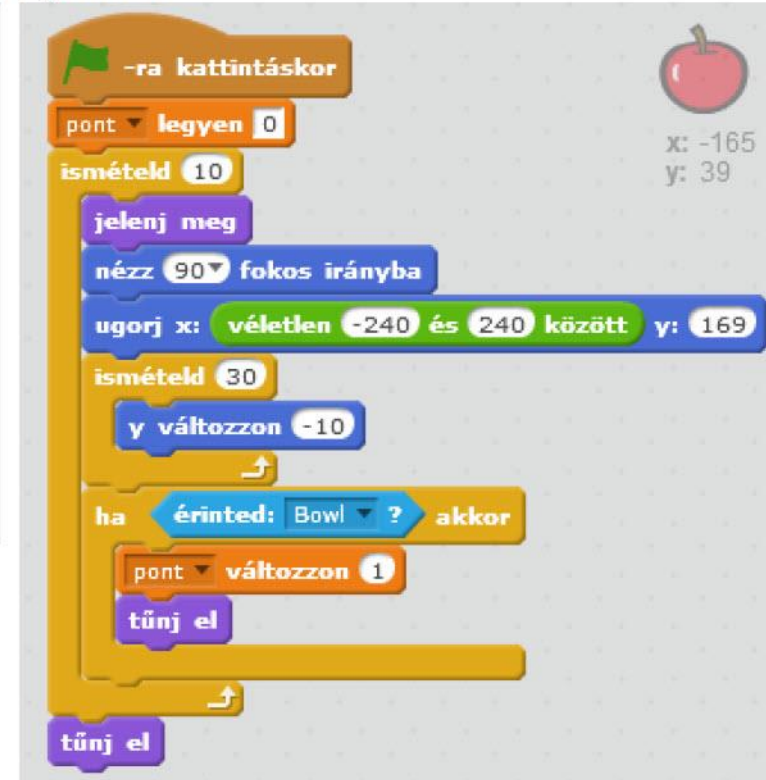 -ra kattintáskor
pont legyen 0
ismételd 10
jelenj meg
nézz 90 fokos irányba
ugorj x: véletlen -240 és 240 között y: 169
ismételd 30
y változzon -10
ha érinted: Bowl ? akkor
pont változzon 1
tűnj el
tűnj el
x: -165
y: 39